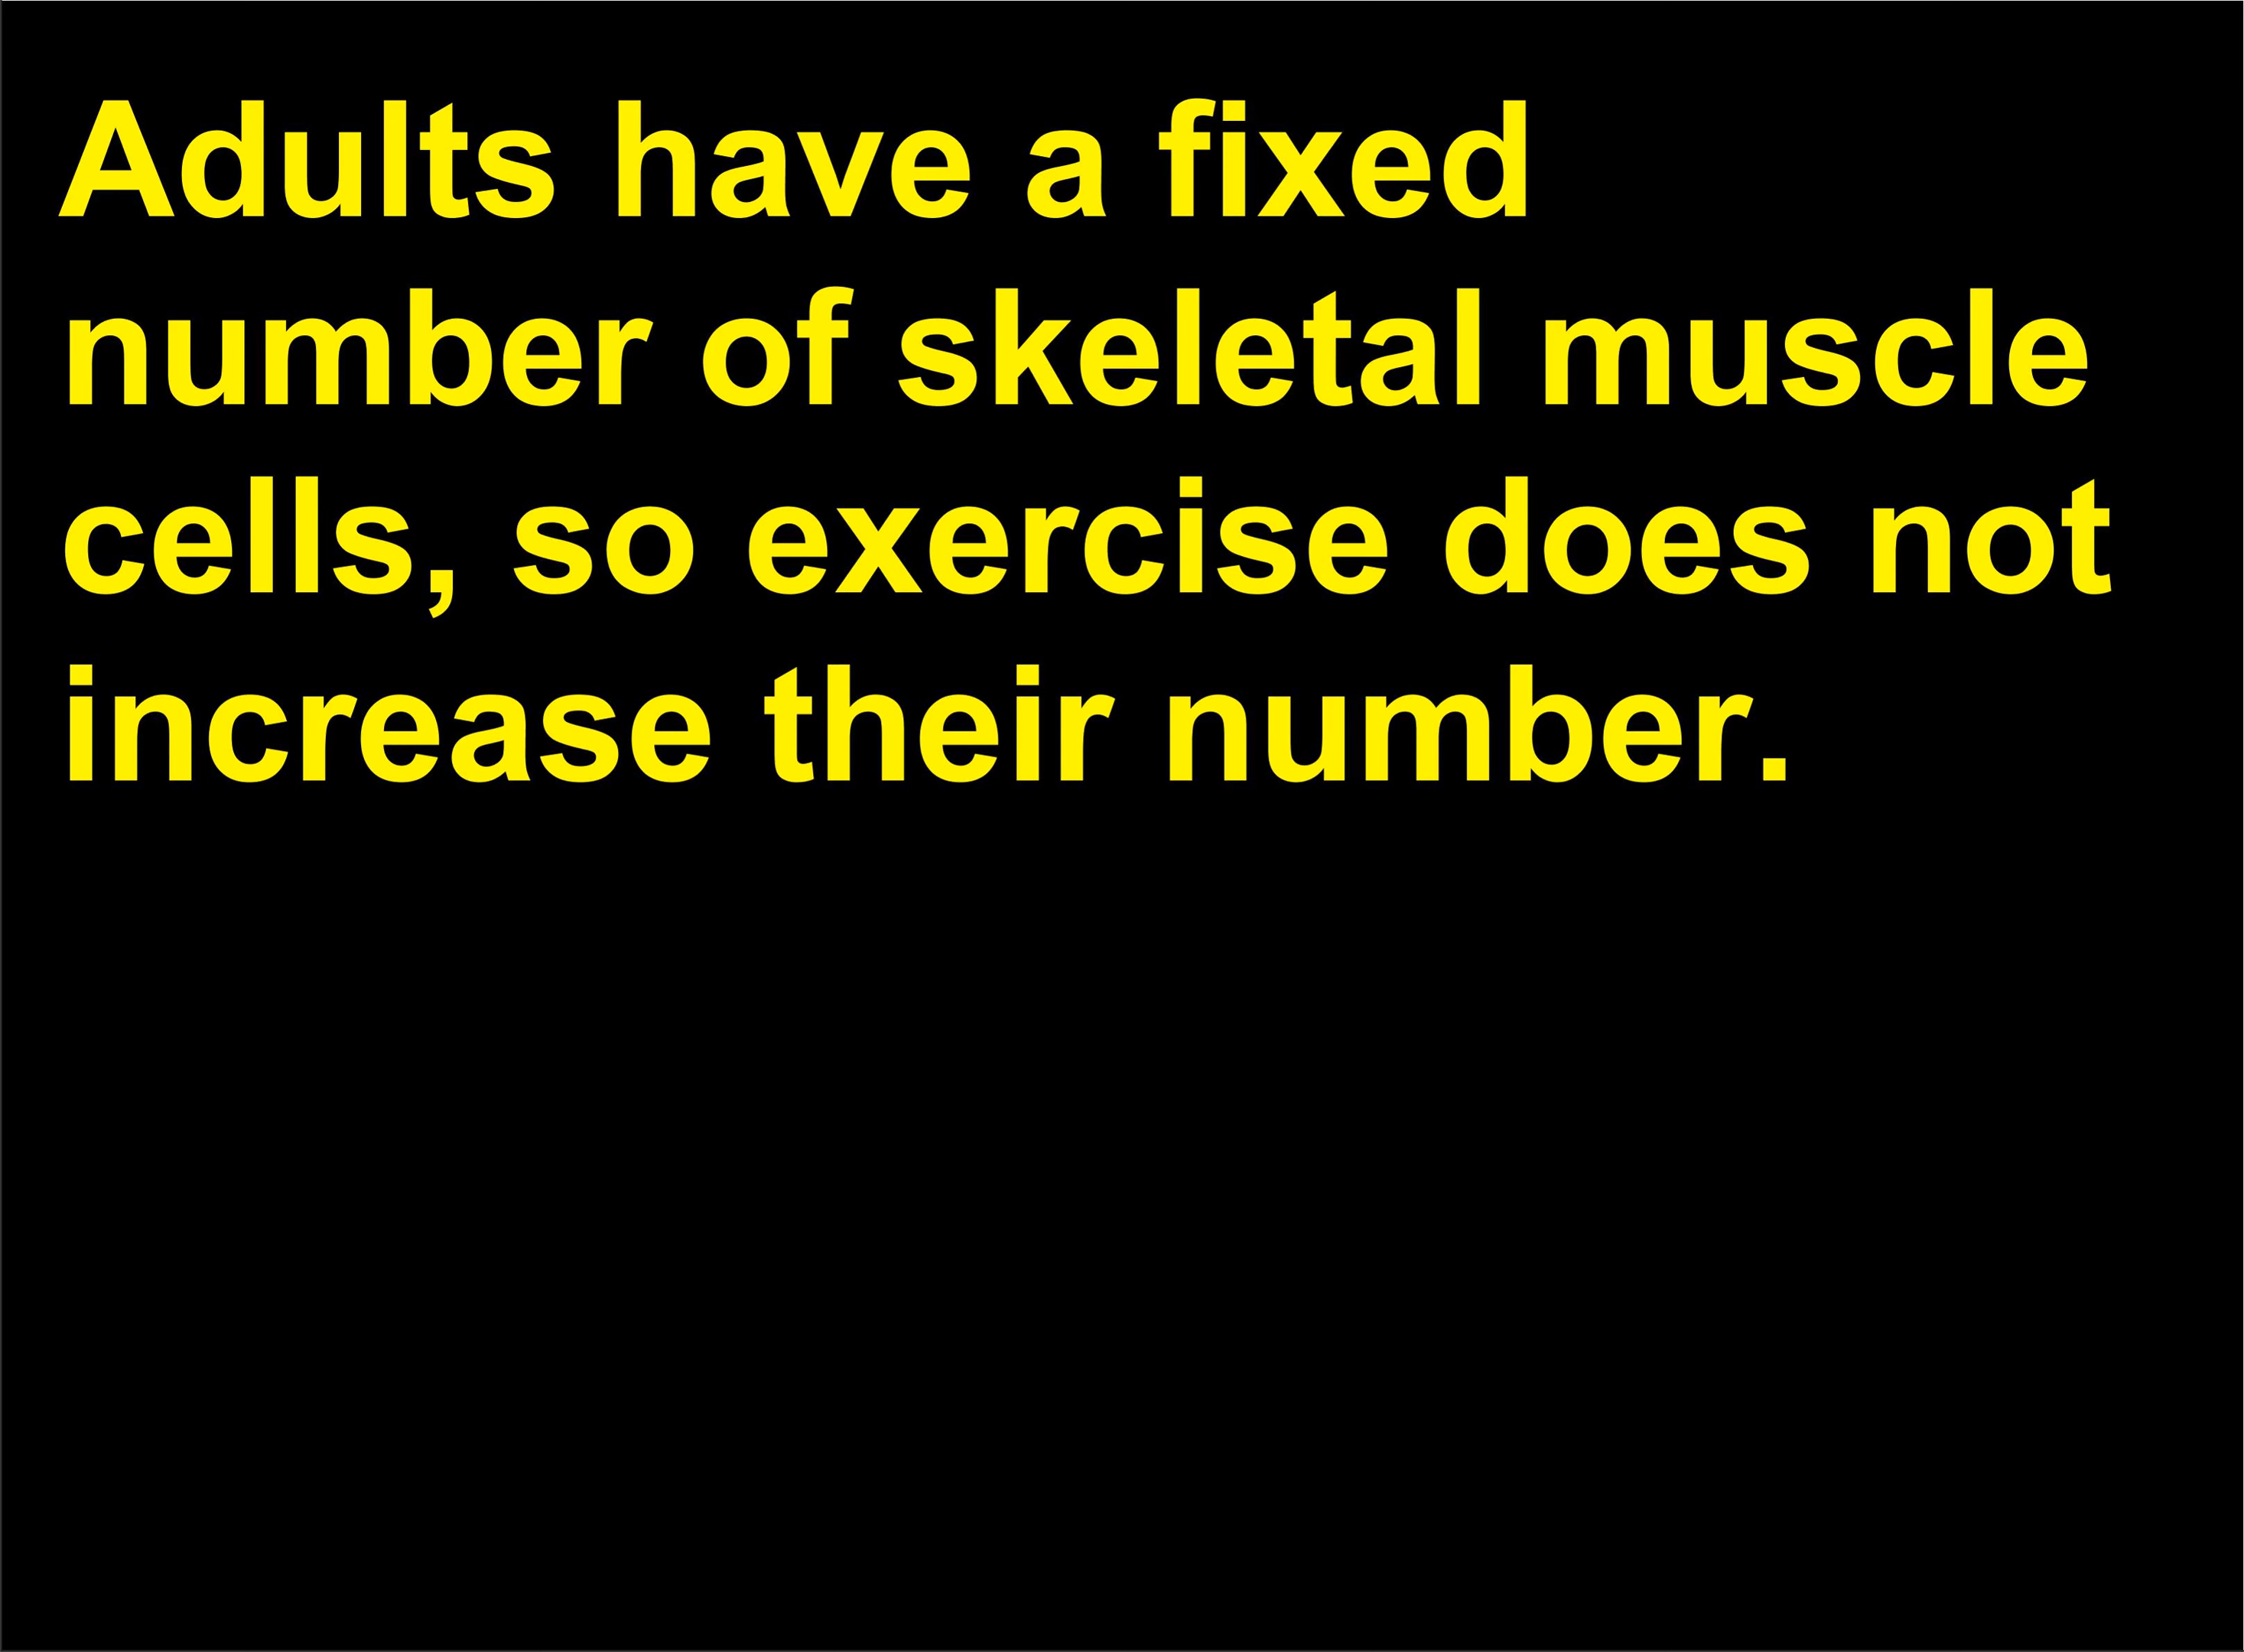 Adults have a fixed
number of skeletal muscle
cells, so exercise does not
increase their number.